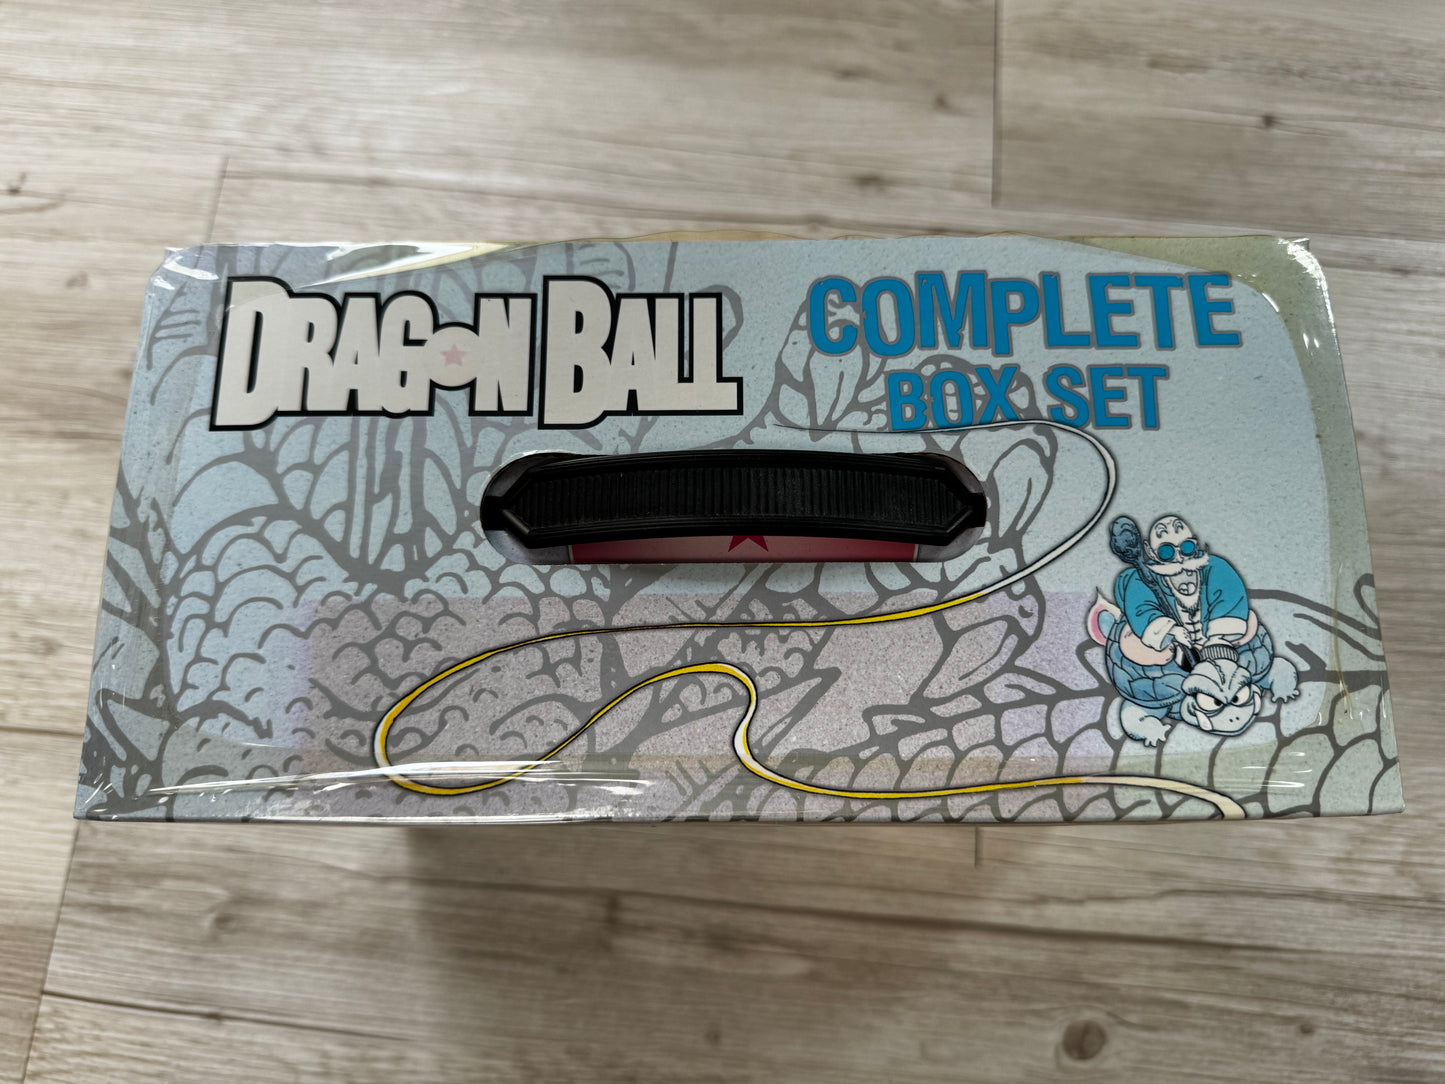 DRAGON BALL
COMPLETE
BOX SET